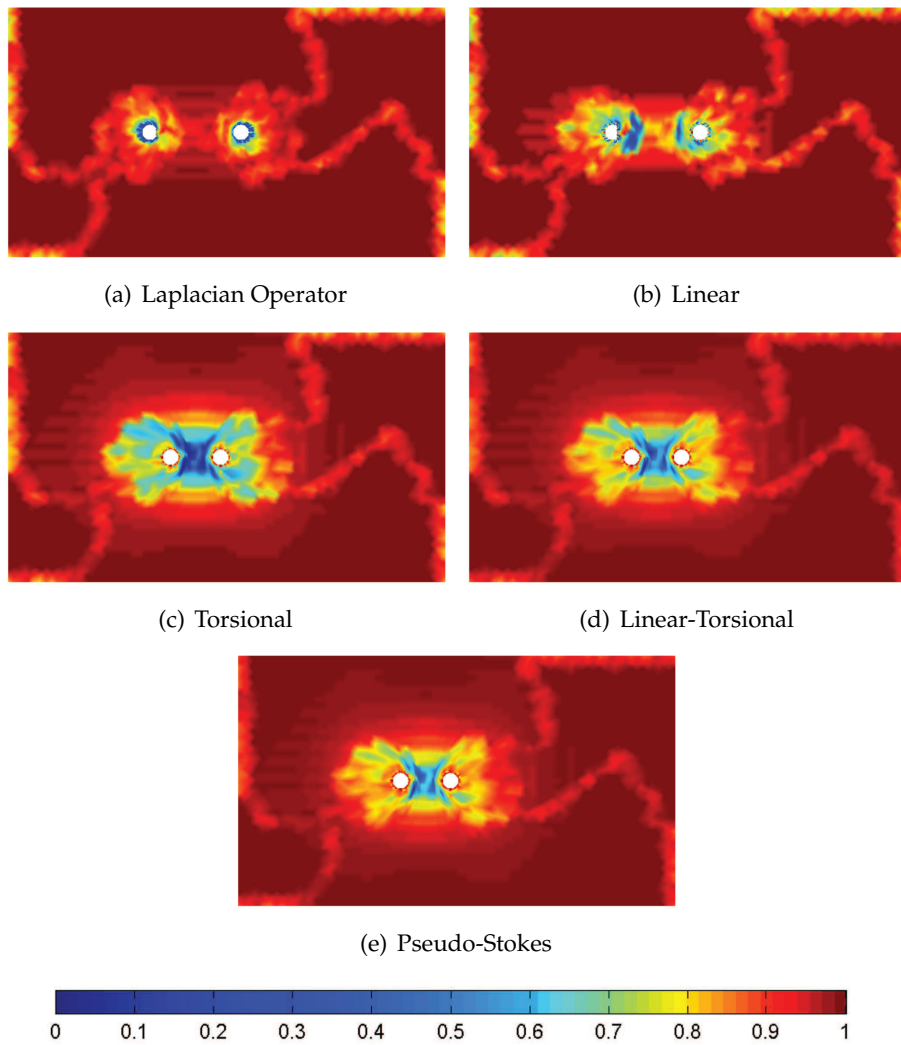 (a) Laplacian Operator
(b) Linear
(c) Torsional
(d) Linear-Torsional
(e) Pseudo-Stokes
0 0.1 0.2 0.3 0.4 0.5 0.6 0.7 0.8 0.9 1